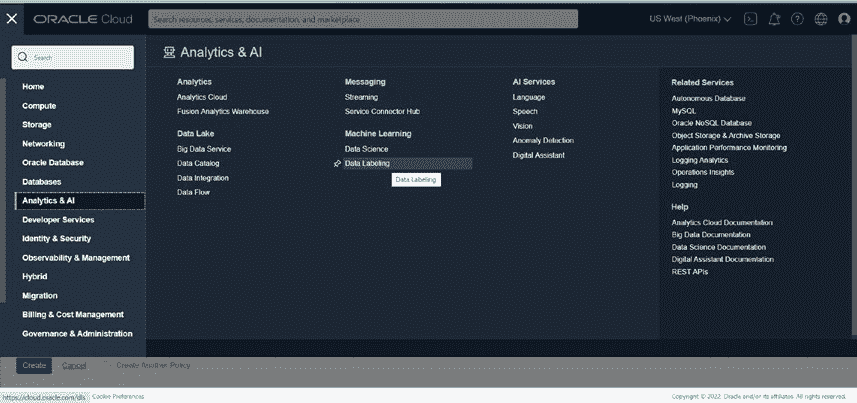 ORACLE Cloud
Search resources, services, documentation, and marketplace
US West (Phoenix)
Search
Home
Compute
Storage
Networking
Oracle Database
Databases
Analytics & AI
Developer Services
Identity & Security
Observability & Management
Hybrid
Migration
Billing & Cost Management
Governance & Administration
Analytics & AI
Analytics
Analytics Cloud
Fusion Analytics Warehouse
Data Lake
Big Data Service
Data Catalog
Data Integration
Data Flow
Messaging
Streaming
Service Connector Hub
Machine Learning
Data Science
Data Labeling
Data Labeling
AI Services
Language
Speech
Vision
Anomaly Detection
Digital Assistant
Related Services
Autonomous Database
MySQL
Oracle NoSQL Database
Object Storage & Archive Storage
Application Performance Monitoring
Logging Analytics
Operations Insights
Logging
Help
Analytics Cloud Documentation
Big Data Documentation
Data Science Documentation
Digital Assistant Documentation
REST APIs
Create
Cancel
Create Another Policy
https://cloud.oracle.com/dls
Cookie Preferences
Copyright © 2022, Oracle and/or its affiliates. All rights reserved.